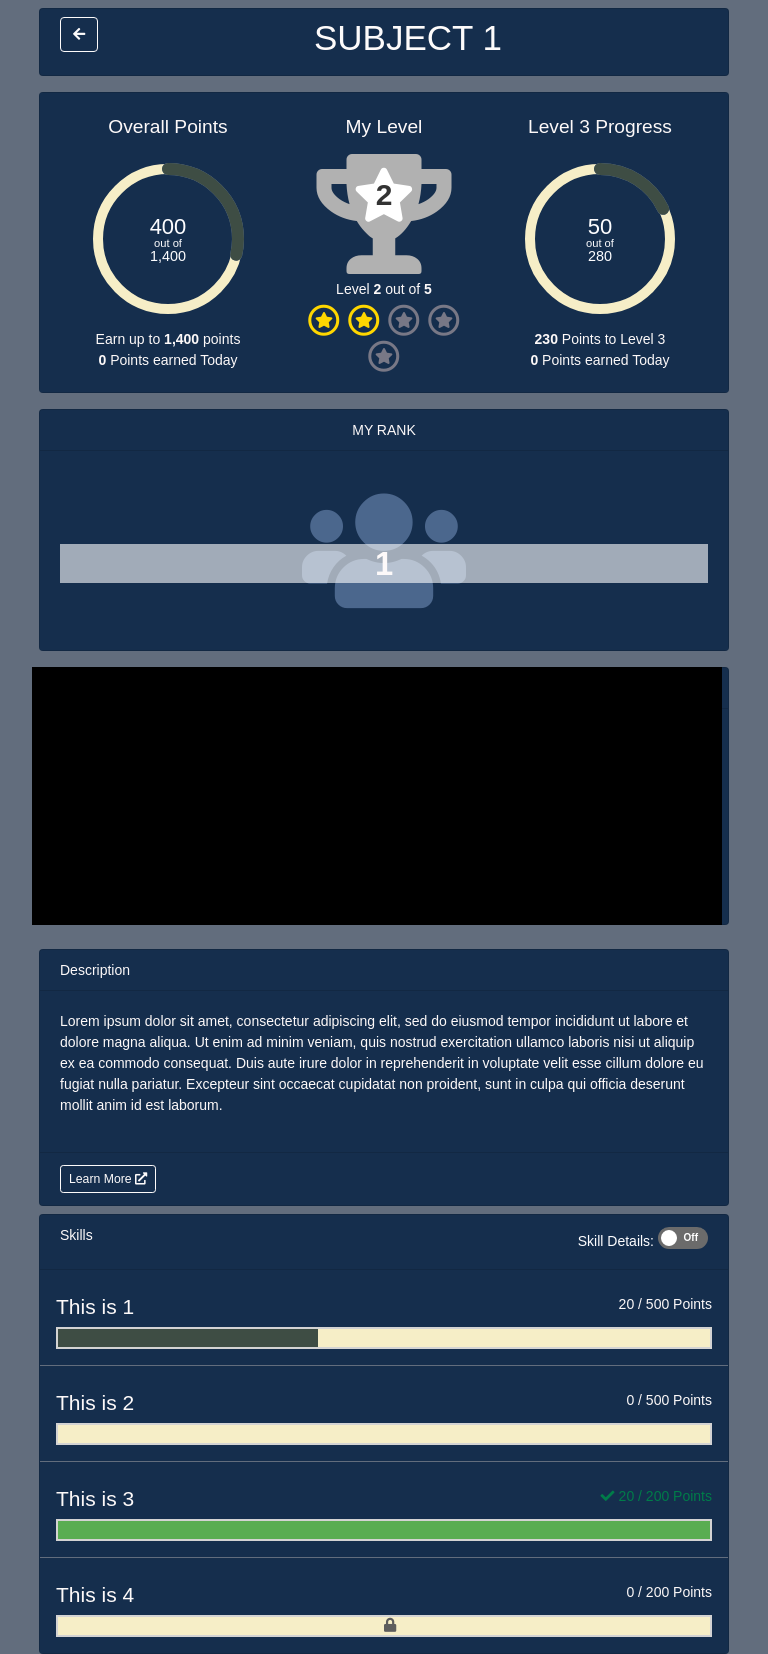 SUBJECT 1
Overall Points
400
out of
1,400
Earn up to 1,400 points
0 Points earned Today
My Level
2
Level 2 out of 5
Level 3 Progress
50
out of
280
230 Points to Level 3
0 Points earned Today
MY RANK
1
Description
Lorem ipsum dolor sit amet, consectetur adipiscing elit, sed do eiusmod tempor incididunt ut labore et
dolore magna aliqua. Ut enim ad minim veniam, quis nostrud exercitation ullamco laboris nisi ut aliquip
ex ea commodo consequat. Duis aute irure dolor in reprehenderit in voluptate velit esse cillum dolore eu
fugiat nulla pariatur. Excepteur sint occaecat cupidatat non proident, sunt in culpa qui officia deserunt
mollit anim id est laborum.
Learn More
Skills
Skill Details: Off
This is 1
20 / 500 Points
This is 2
0 / 500 Points
This is 3
20 / 200 Points
This is 4
0 / 200 Points